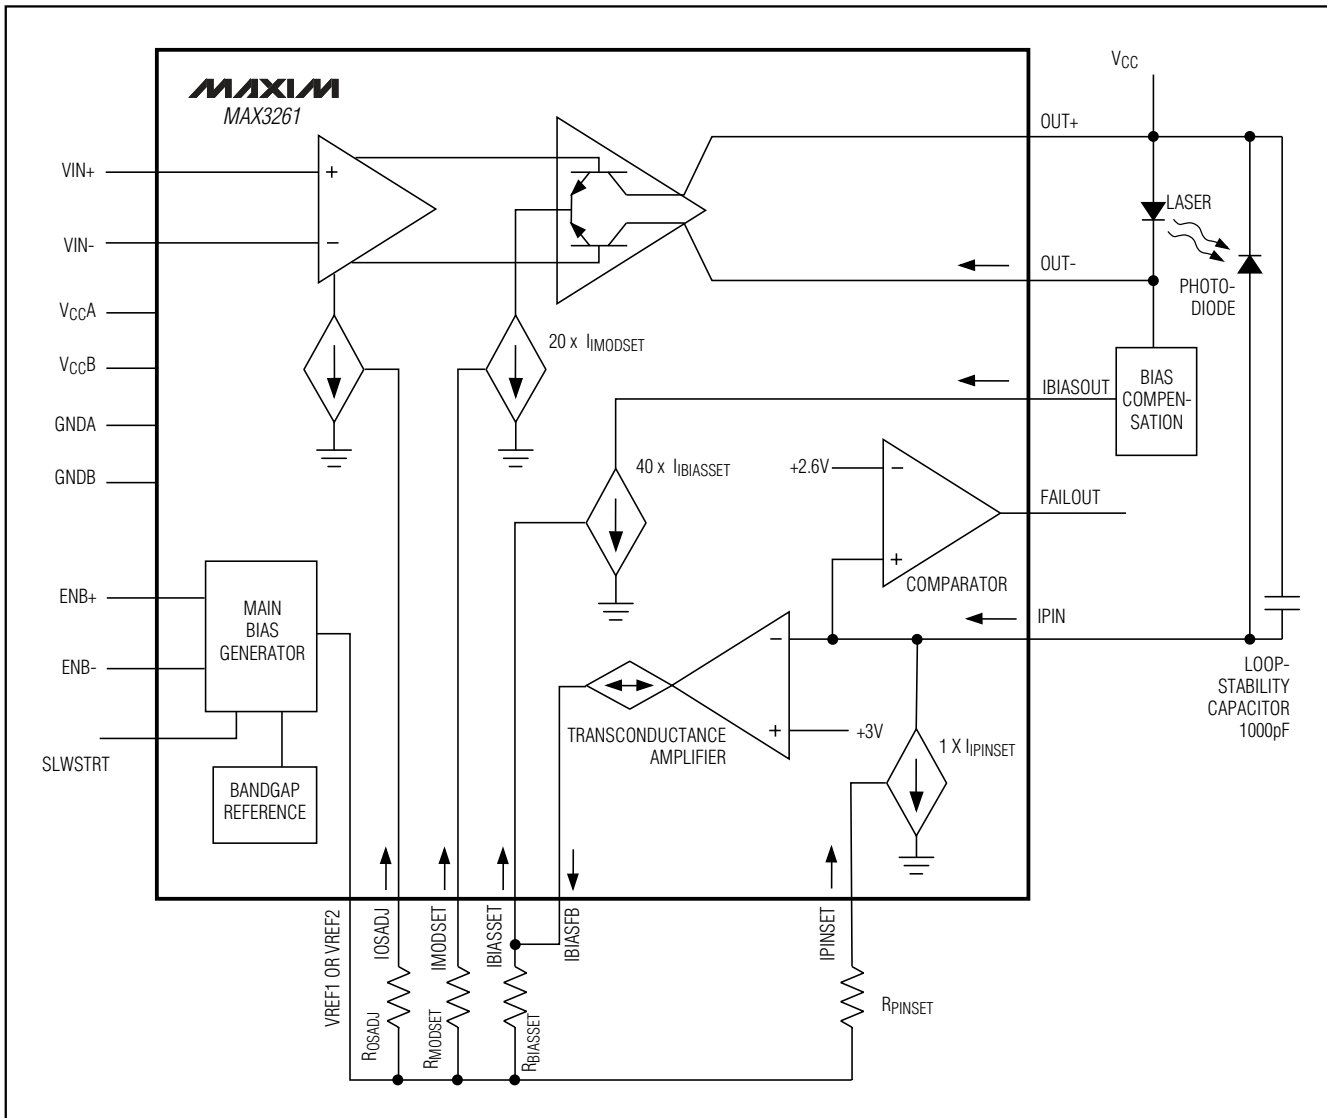 VCC
MAXIM
MAX3261
OUT+
VIN+
+
LASER
VIN-
−
OUT-
PHOTO-
DIODE
VCCA
20 x IIMODSET
VCCB
IBIASOUT
BIAS
COMPEN-
SATION
GNDA
GNDB
40 x IIBIASSET
+2.6V
−
FAILOUT
+
COMPARATOR
ENB+
MAIN
BIAS
GENERATOR
IPIN
−
ENB-
LOOP-
STABILITY
CAPACITOR
1000pF
TRANSCONDUCTANCE
AMPLIFIER
+
+3V
1 X IIPINSET
SLWSTRT
BANDGAP
REFERENCE
VREF1 OR VREF2
IOSADJ
IMODSET
IBIASSET
IBIASFB
IPINSET
ROSADJ
RMODSET
RBIASSET
RPINSET